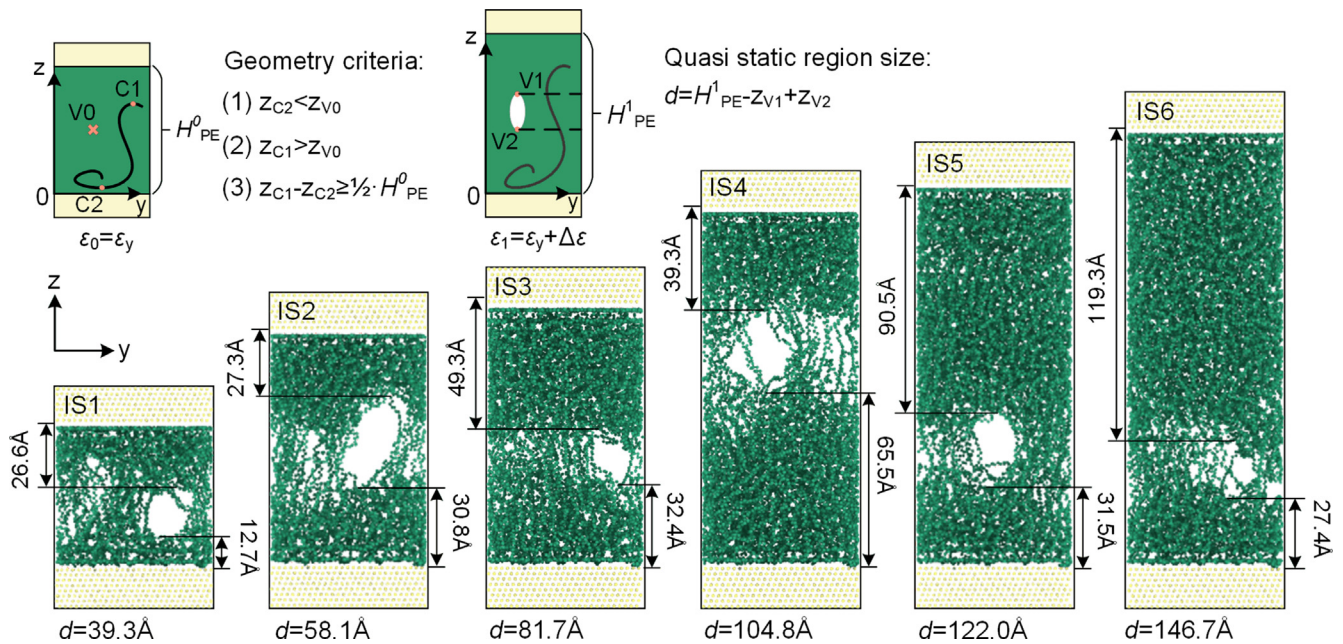 z
C1
V0
H⁰PE
0
C2
y
ε₀=εy
Geometry criteria:
(1) zC2<zV0
(2) zC1>zV0
(3) zC1-zC2≥½·H⁰PE
z
V1
V2
H¹PE
0
y
ε₁=εy+Δε
Quasi static region size:
d=H¹PE-zV1+zV2
z
y
IS1
26.6Å
12.7Å
d=39.3Å
IS2
27.3Å
30.8Å
d=58.1Å
IS3
49.3Å
32.4Å
d=81.7Å
IS4
39.3Å
65.5Å
d=104.8Å
IS5
90.5Å
31.5Å
d=122.0Å
IS6
119.3Å
27.4Å
d=146.7Å